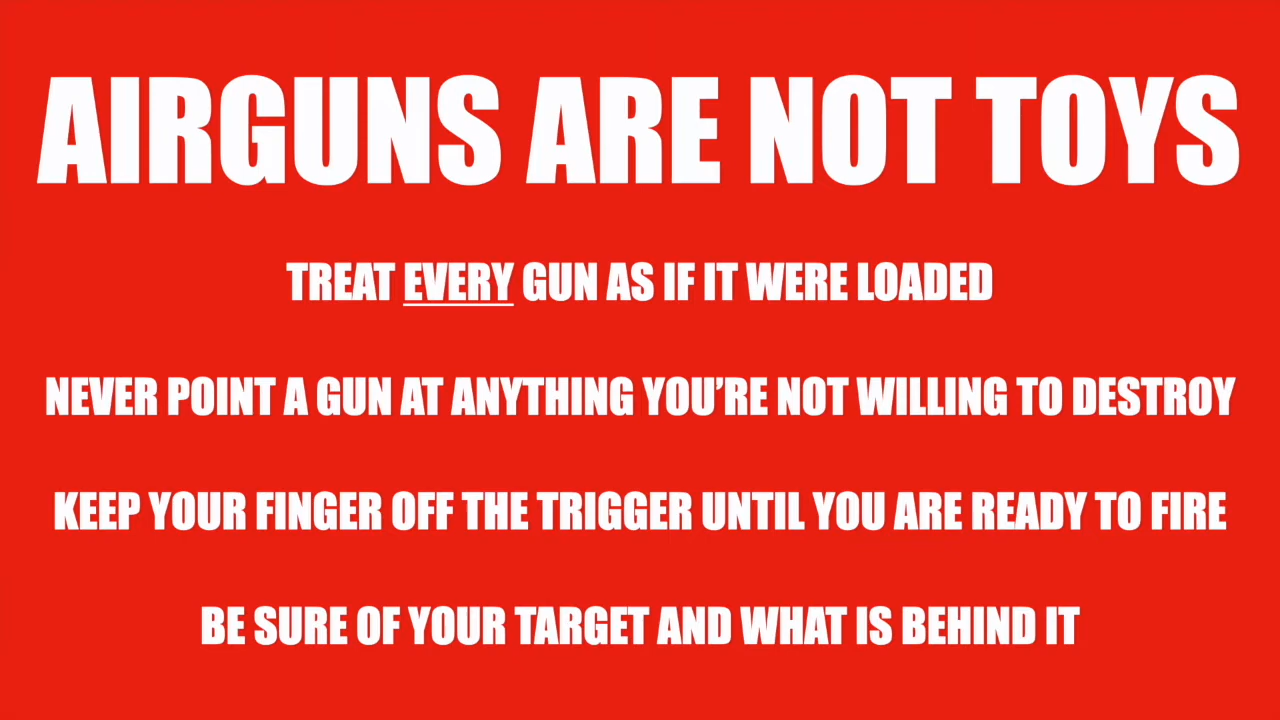 AIRGUNS ARE NOT TOYS
TREAT EVERY GUN AS IF IT WERE LOADED
NEVER POINT A GUN AT ANYTHING YOU’RE NOT WILLING TO DESTROY
KEEP YOUR FINGER OFF THE TRIGGER UNTIL YOU ARE READY TO FIRE
BE SURE OF YOUR TARGET AND WHAT IS BEHIND IT